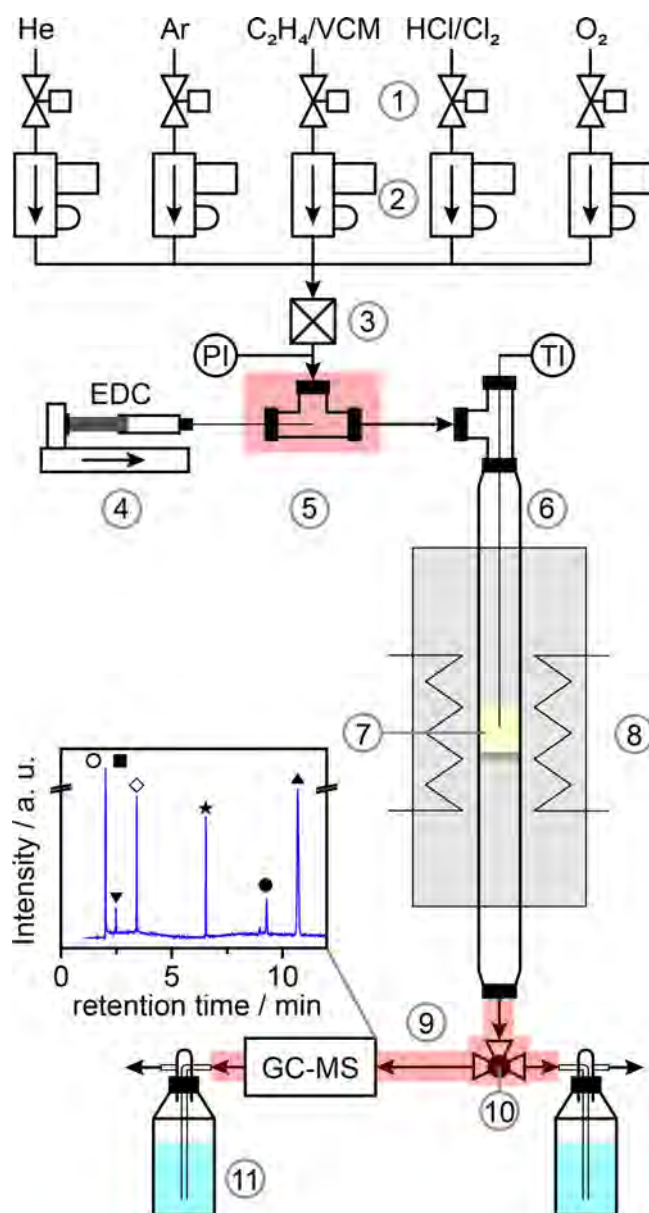 He Ar C₂H₄/VCM HCl/Cl₂ O₂
1
2
3
PI TI
EDC
4 5 6
7 8
Intensity / a. u.
0 5 10
retention time / min
9
GC-MS
10
11